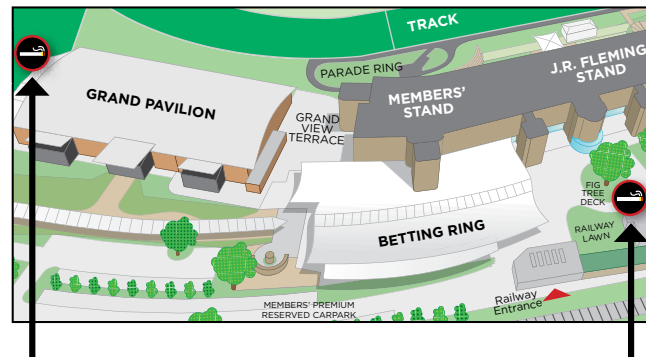 TRACK
PARADE RING
J.R. FLEMING
STAND
MEMBERS'
STAND
GRAND PAVILION
GRAND
VIEW
TERRACE
FIG
TREE
DECK
BETTING RING
RAILWAY
LAWN
Railway
Entrance
MEMBERS' PREMIUM
RESERVED CARPARK